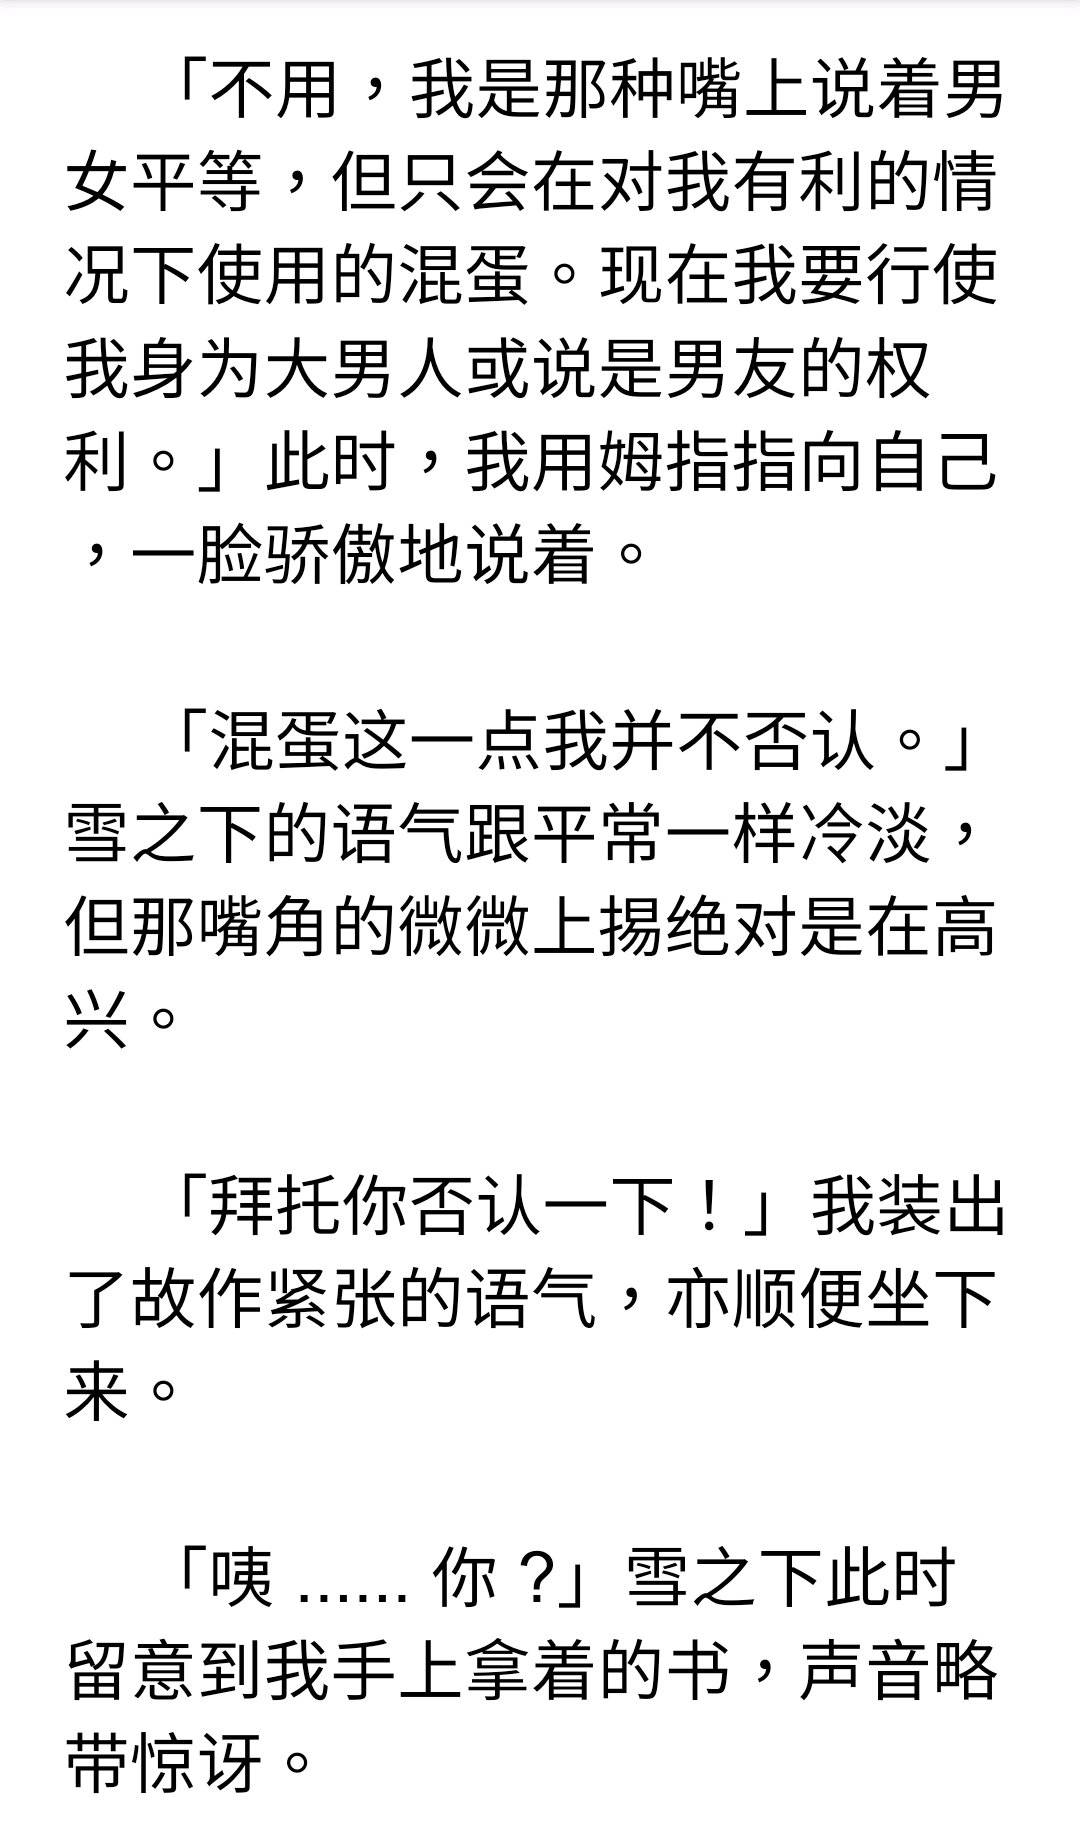 「不用，我是那种嘴上说着男
女平等，但只会在对我有利的情
况下使用的混蛋。现在我要行使
我身为大男人或说是男友的权
利。」此时，我用姆指指向自己
，一脸骄傲地说着。
「混蛋这一点我并不否认。」
雪之下的语气跟平常一样冷淡，
但那嘴角的微微上掦绝对是在高
兴。
「拜托你否认一下！」我装出
了故作紧张的语气，亦顺便坐下
来。
「咦 ...... 你？」雪之下此时
留意到我手上拿着的书，声音略
带惊讶。